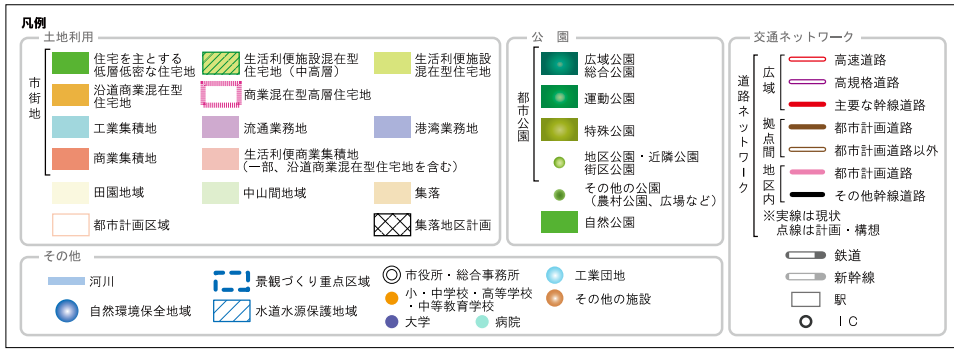 凡例
土地利用
市街地
住宅を主とする
低層低密な住宅地
生活利便施設混在型
住宅地（中高層）
生活利便施設
混在型住宅地
沿道商業混在型
住宅地
商業混在型高層住宅地
工業集積地
流通業務地
港湾業務地
商業集積地
生活利便商業集積地
（一部、沿道商業混在型住宅地を含む）
田園地域
中山間地域
集落
都市計画区域
集落地区計画
公　園
都市公園
広域公園
総合公園
運動公園
特殊公園
地区公園・近隣公園
街区公園
その他の公園
（農村公園、広場など）
自然公園
交通ネットワーク
道路ネットワーク
広域
高速道路
高規格道路
主要な幹線道路
拠点間
都市計画道路
都市計画道路以外
地区内
都市計画道路
その他幹線道路
※実線は現状
点線は計画・構想
鉄道
新幹線
駅
ＩＣ
その他
河川
景観づくり重点区域
市役所・総合事務所
工業団地
自然環境保全地域
水道水源保護地域
小・中学校・高等学校
・中等教育学校
その他の施設
大学
病院